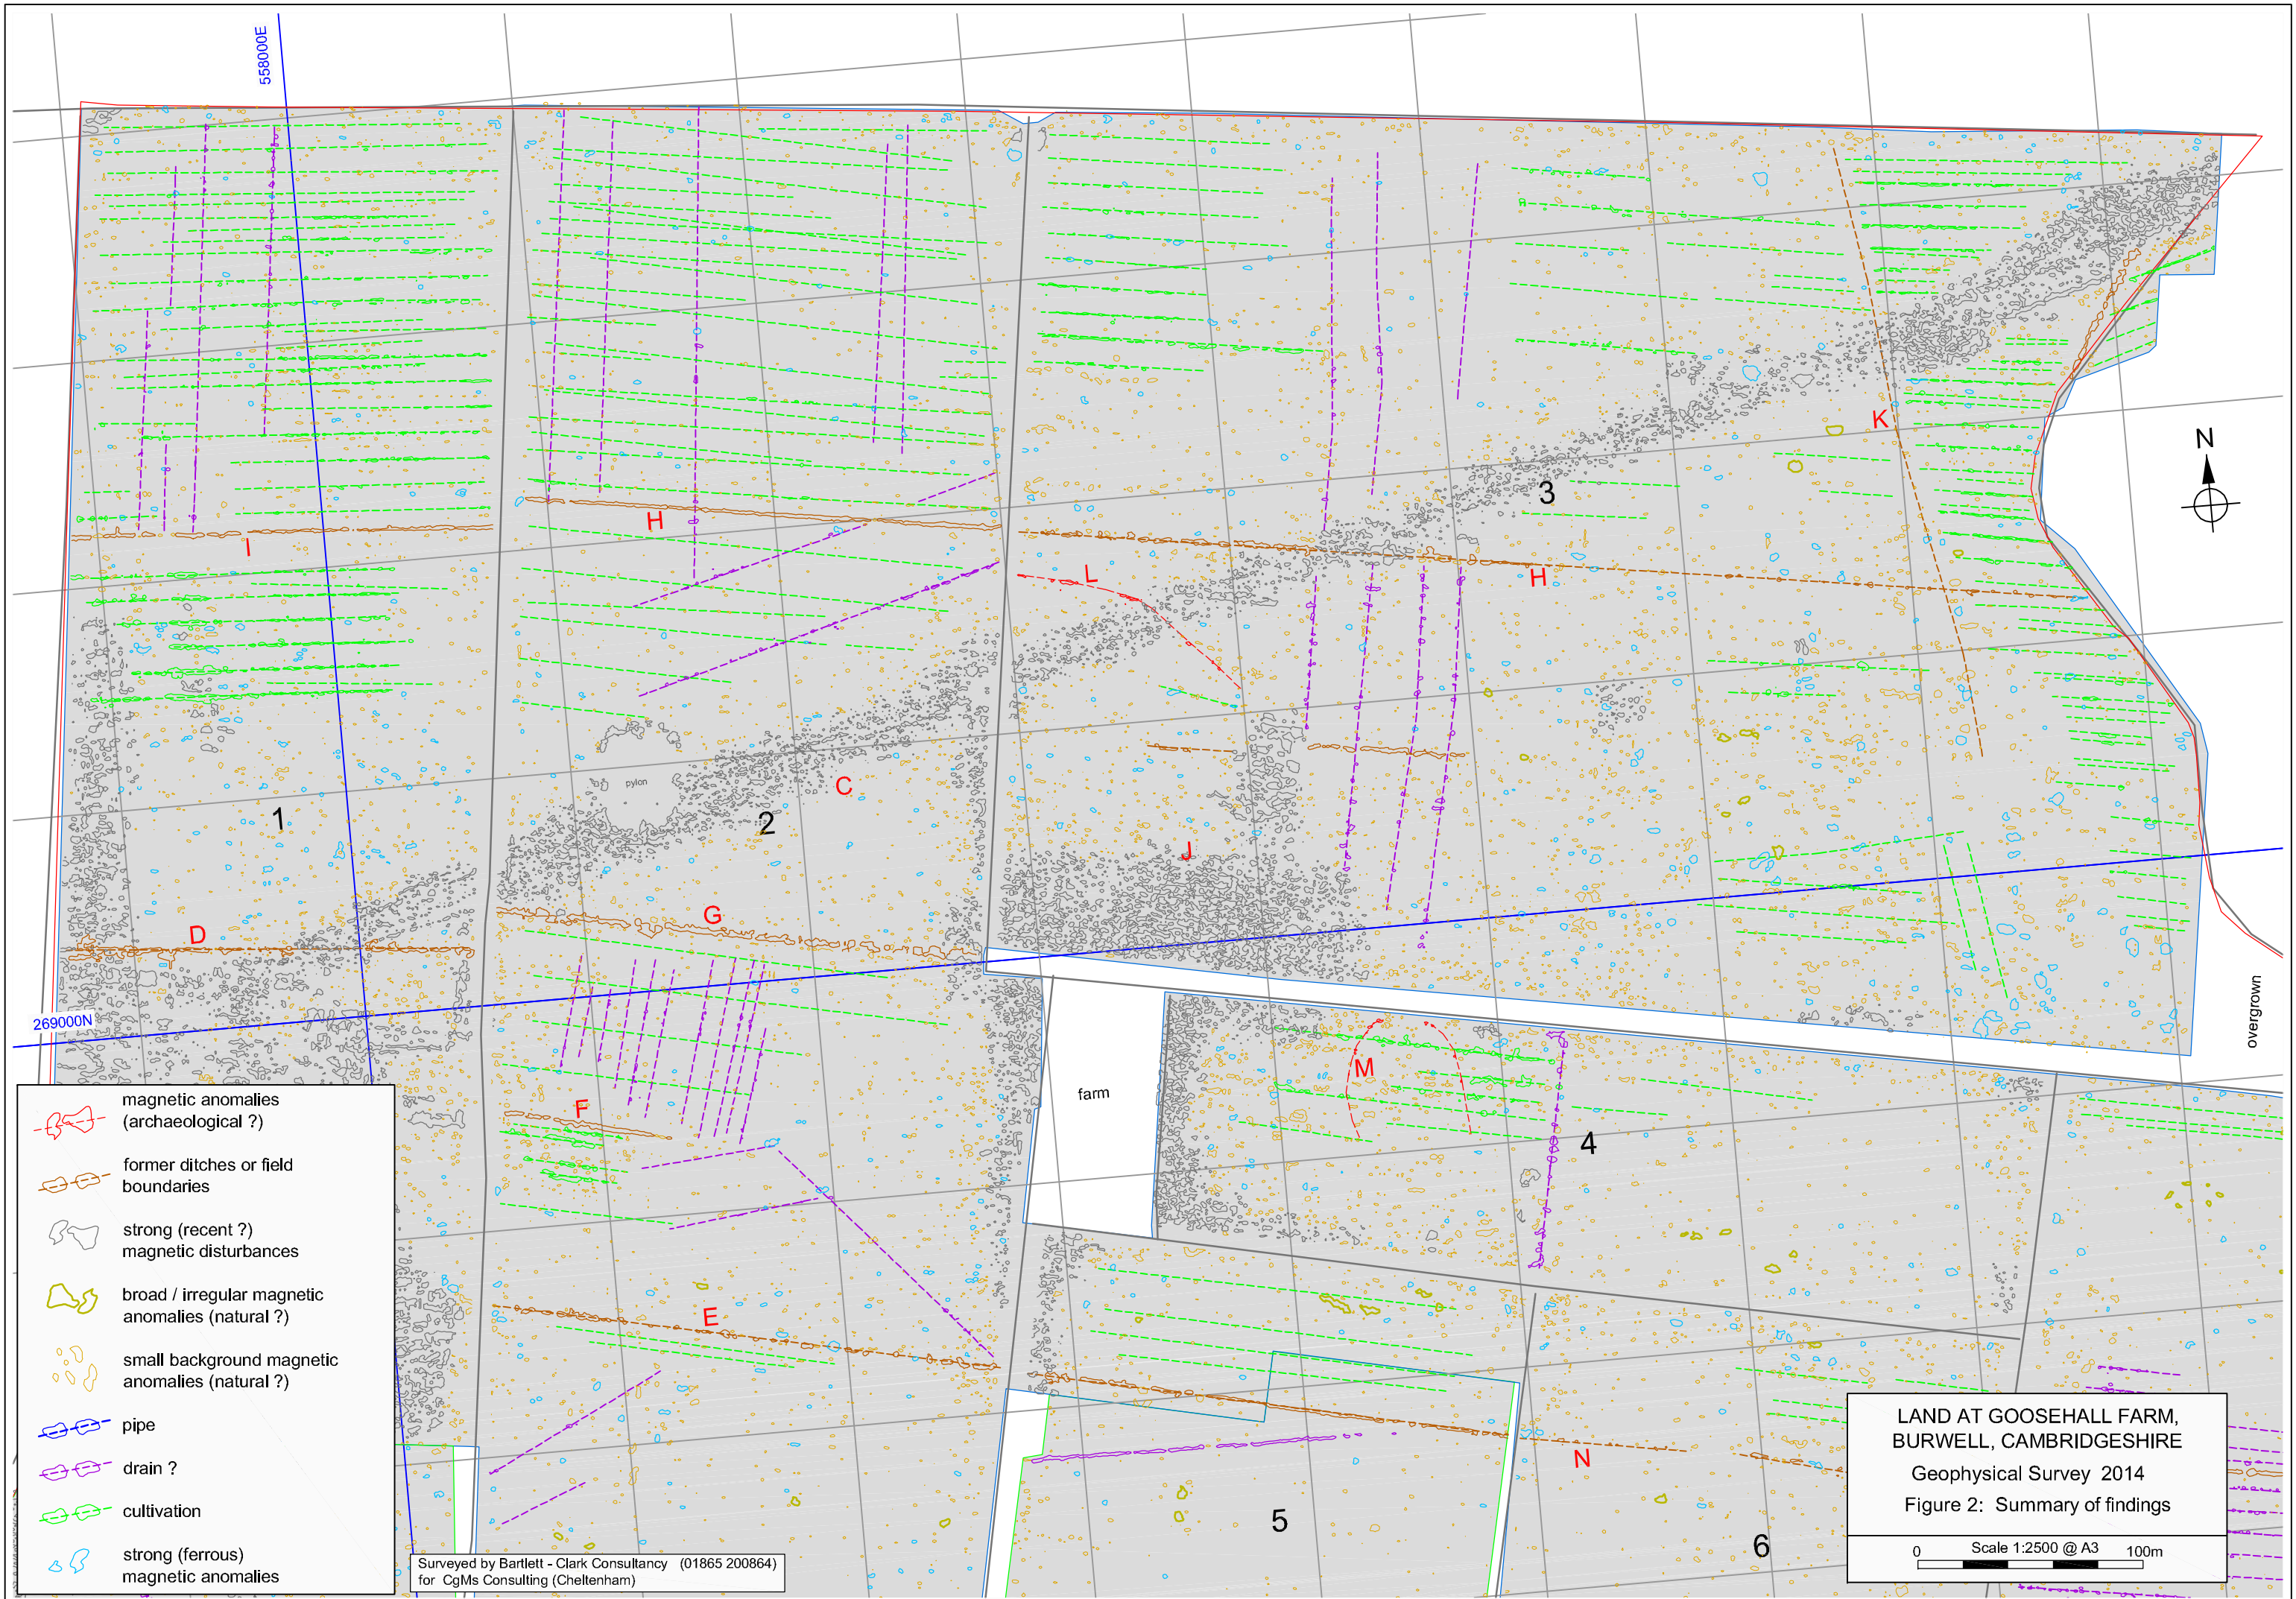 558000E
N
K
3
H
L
H
I
C
pylon
1
2
J
G
D
overgrown
269000N
M
farm
F
4
E
N
5
6
magnetic anomalies
(archaeological ?)
former ditches or field
boundaries
strong (recent ?)
magnetic disturbances
broad / irregular magnetic
anomalies (natural ?)
small background magnetic
anomalies (natural ?)
pipe
drain ?
cultivation
strong (ferrous)
magnetic anomalies
Surveyed by Bartlett - Clark Consultancy (01865 200864)
for CgMs Consulting (Cheltenham)
LAND AT GOOSEHALL FARM,
BURWELL, CAMBRIDGESHIRE
Geophysical Survey 2014
Figure 2: Summary of findings
0 Scale 1:2500 @ A3 100m